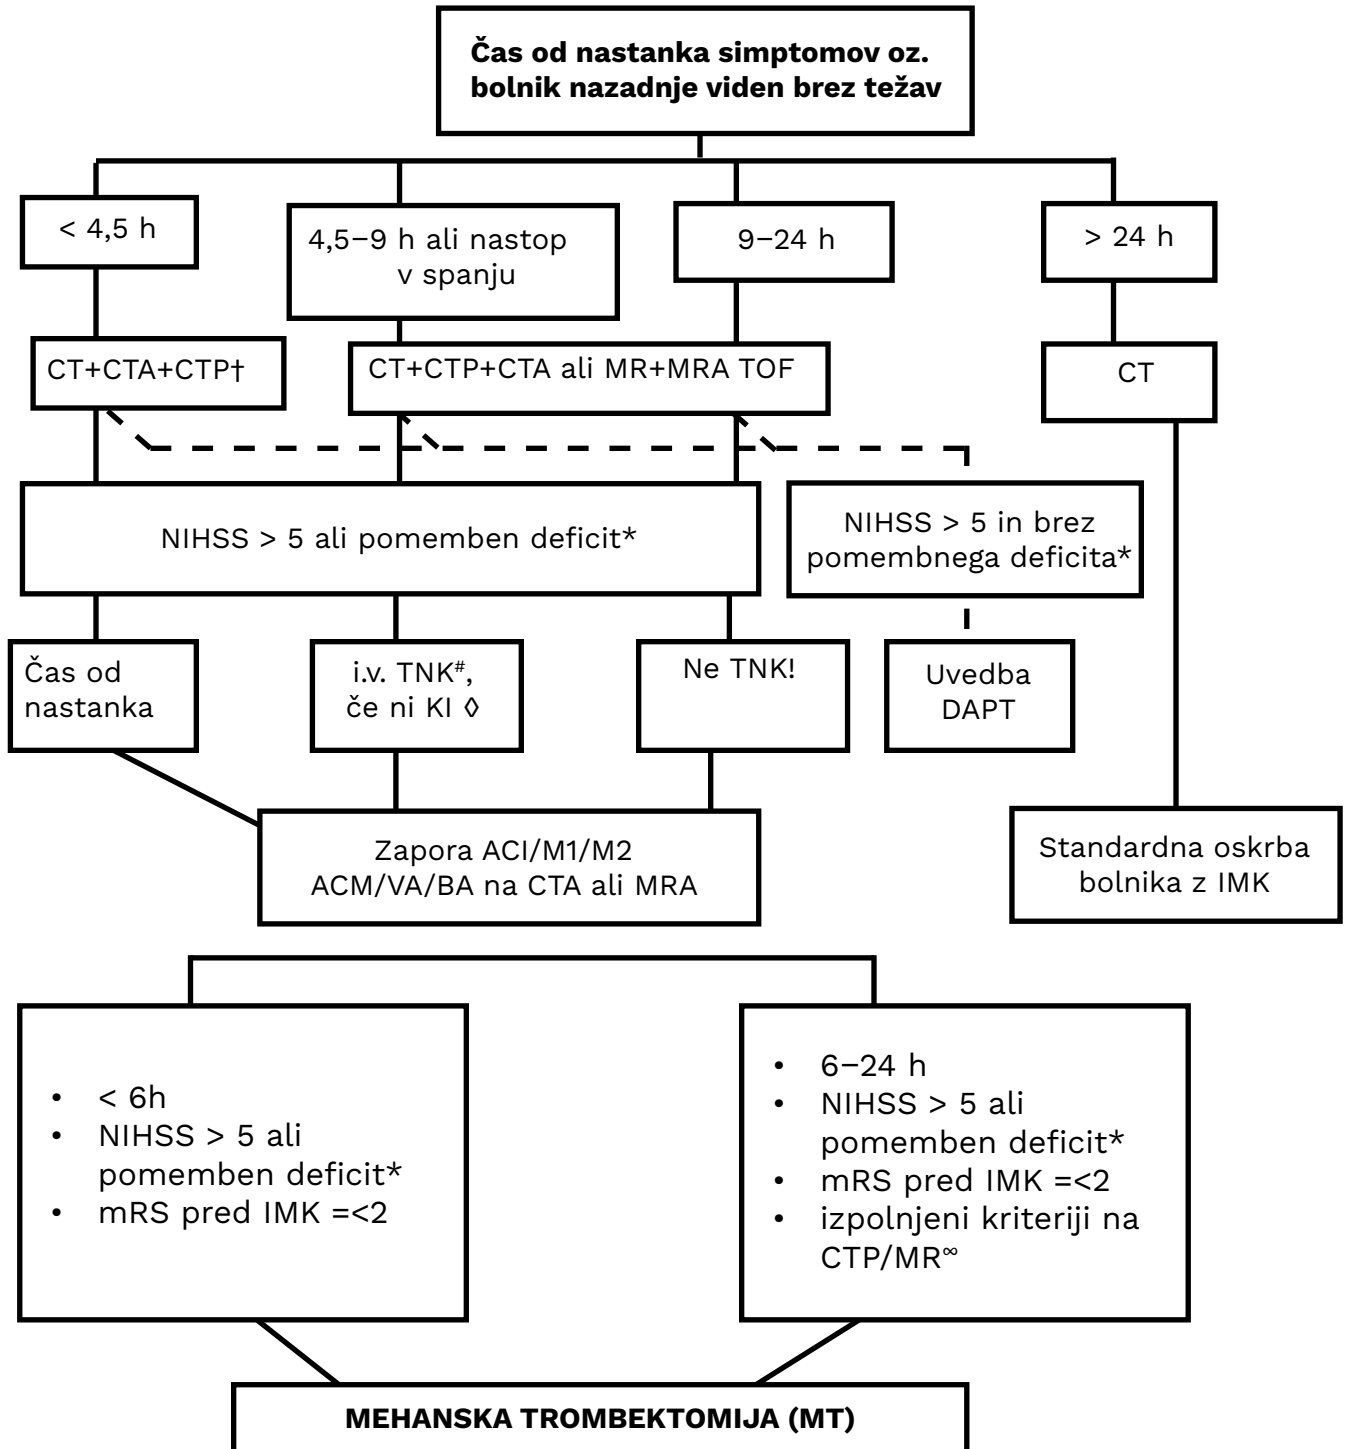 Čas od nastanka simptomov oz.
bolnik nazadnje viden brez težav
< 4,5 h
4,5–9 h ali nastop
v spanju
9–24 h
> 24 h
CT+CTA+CTP†
CT+CTP+CTA ali MR+MRA TOF
CT
NIHSS > 5 ali pomemben deficit*
NIHSS > 5 in brez
pomembnega deficita*
Čas od
nastanka
i.v. TNK#,
če ni KI ◊
Ne TNK!
Uvedba
DAPT
Zapora ACI/M1/M2
ACM/VA/BA na CTA ali MRA
Standardna oskrba
bolnika z IMK
• < 6h
• NIHSS > 5 ali
pomemben deficit*
• mRS pred IMK =<2
• 6–24 h
• NIHSS > 5 ali
pomemben deficit*
• mRS pred IMK =<2
• izpolnjeni kriteriji na
CTP/MR∞
MEHANSKA TROMBEKTOMIJA (MT)